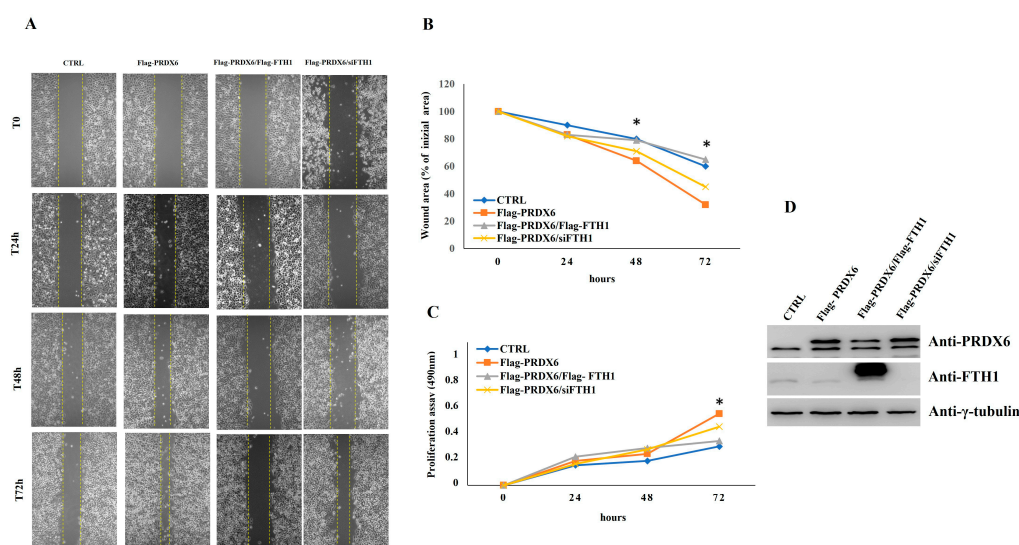 A
CTRL
Flag-PRDX6
Flag-PRDX6/Flag-FTH1
Flag-PRDX6/siFTH1
T0
T24h
T48h
T72h
B
Wound area (% of inizial area)
120
100
80
60
40
20
0
CTRL
Flag-PRDX6
Flag-PRDX6/Flag-FTH1
Flag-PRDX6/siFTH1
*
*
0
24
48
72
hours
C
Proliferation assay (490nm)
1
0.8
0.6
0.4
0.2
0
CTRL
Flag-PRDX6
Flag-PRDX6/Flag- FTH1
Flag-PRDX6/siFTH1
*
0
24
48
72
hours
D
CTRL
Flag- PRDX6
Flag-PRDX6/Flag-FTH1
Flag-PRDX6/siFTH1
Anti-PRDX6
Anti-FTH1
Anti-γ-tubulin